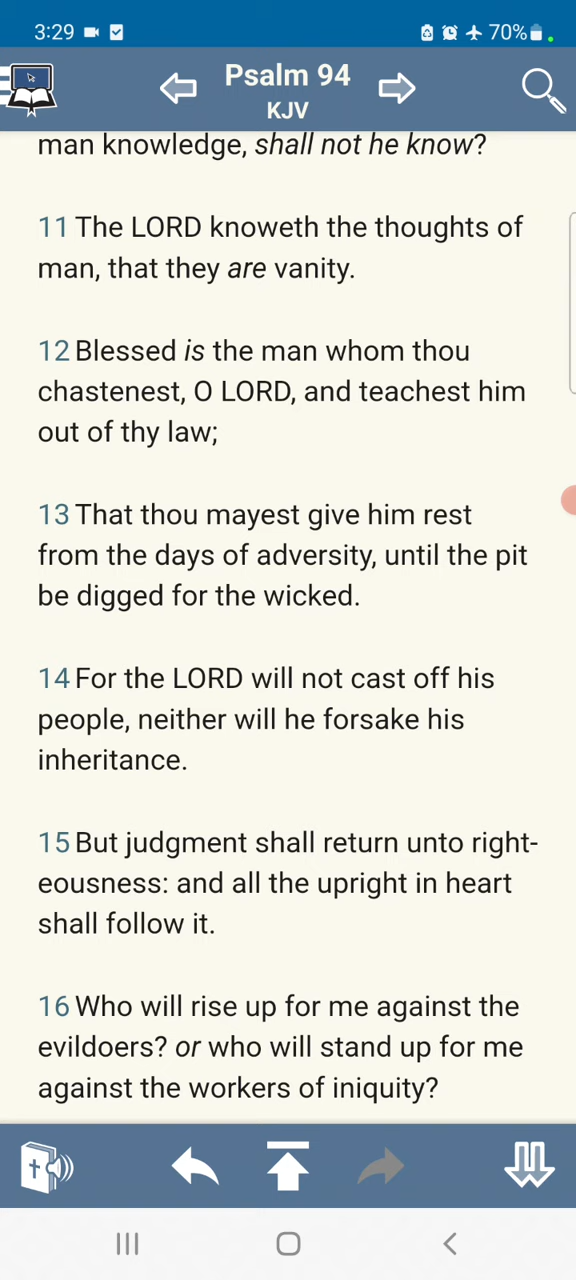 3:29 70%
Psalm 94
KJV
man knowledge, shall not he know?
11 The LORD knoweth the thoughts of
man, that they are vanity.
12 Blessed is the man whom thou
chastenest, O LORD, and teachest him
out of thy law;
13 That thou mayest give him rest
from the days of adversity, until the pit
be digged for the wicked.
14 For the LORD will not cast off his
people, neither will he forsake his
inheritance.
15 But judgment shall return unto right-
eousness: and all the upright in heart
shall follow it.
16 Who will rise up for me against the
evildoers? or who will stand up for me
against the workers of iniquity?